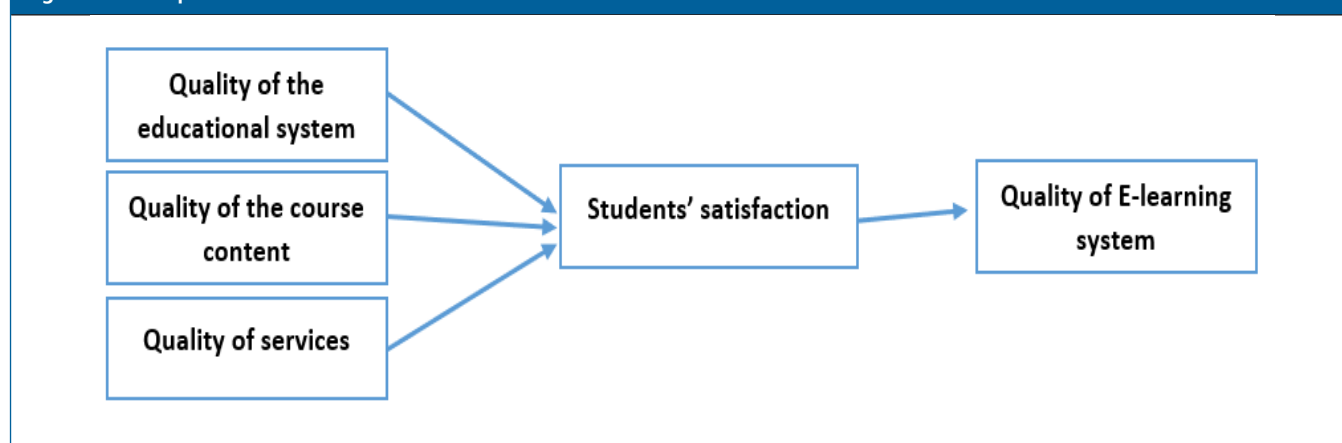 Quality of the
educational system
Quality of the course
content
Quality of services
Students’ satisfaction
Quality of E-learning
system